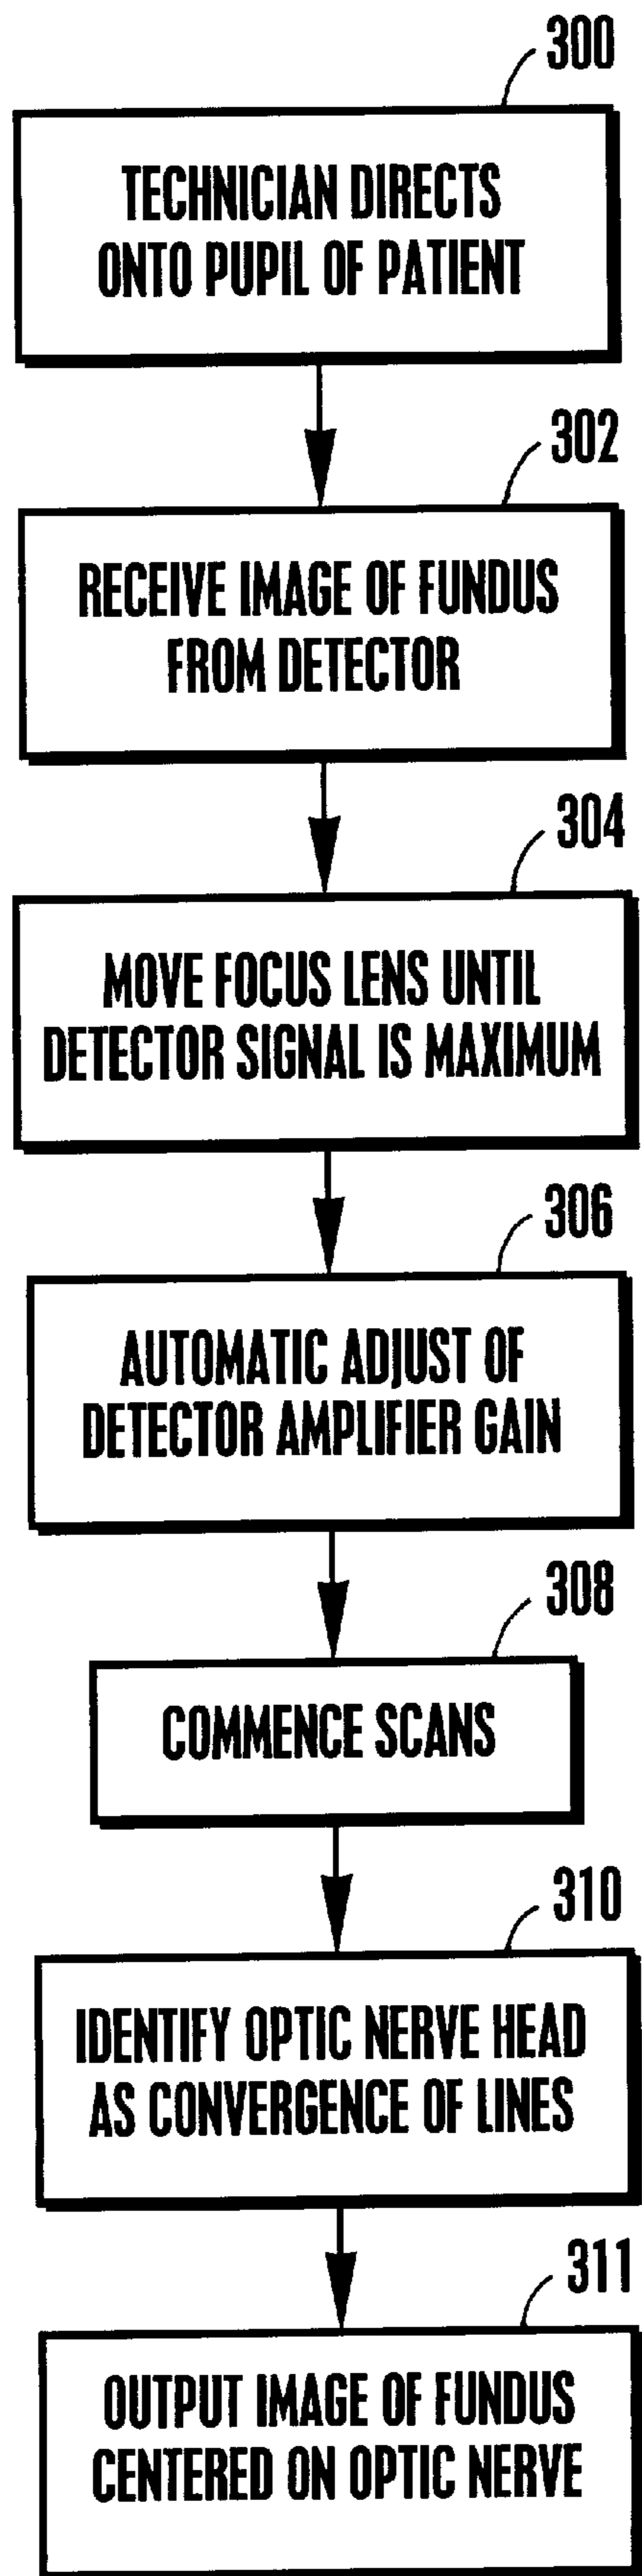 300
TECHNICIAN DIRECTS
ONTO PUPIL OF PATIENT
302
RECEIVE IMAGE OF FUNDUS
FROM DETECTOR
304
MOVE FOCUS LENS UNTIL
DETECTOR SIGNAL IS MAXIMUM
306
AUTOMATIC ADJUST OF
DETECTOR AMPLIFIER GAIN
308
COMMENCE SCANS
310
IDENTIFY OPTIC NERVE HEAD
AS CONVERGENCE OF LINES
311
OUTPUT IMAGE OF FUNDUS
CENTERED ON OPTIC NERVE